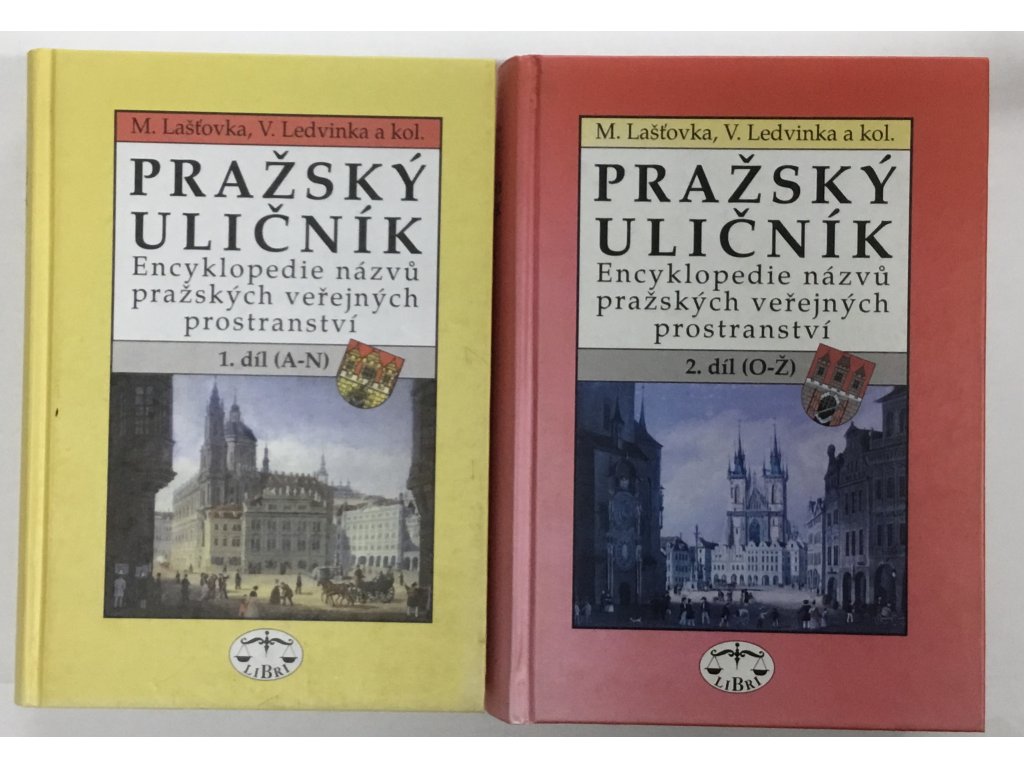 M. Lašťovka, V. Ledvinka a kol.
PRAŽSKÝ
ULIČNÍK
Encyklopedie názvů
pražských veřejných
prostranství
1. díl (A-N)
LIBRI
M. Lašťovka, V. Ledvinka a kol.
PRAŽSKÝ
ULIČNÍK
Encyklopedie názvů
pražských veřejných
prostranství
2. díl (O-Ž)
LIBRI